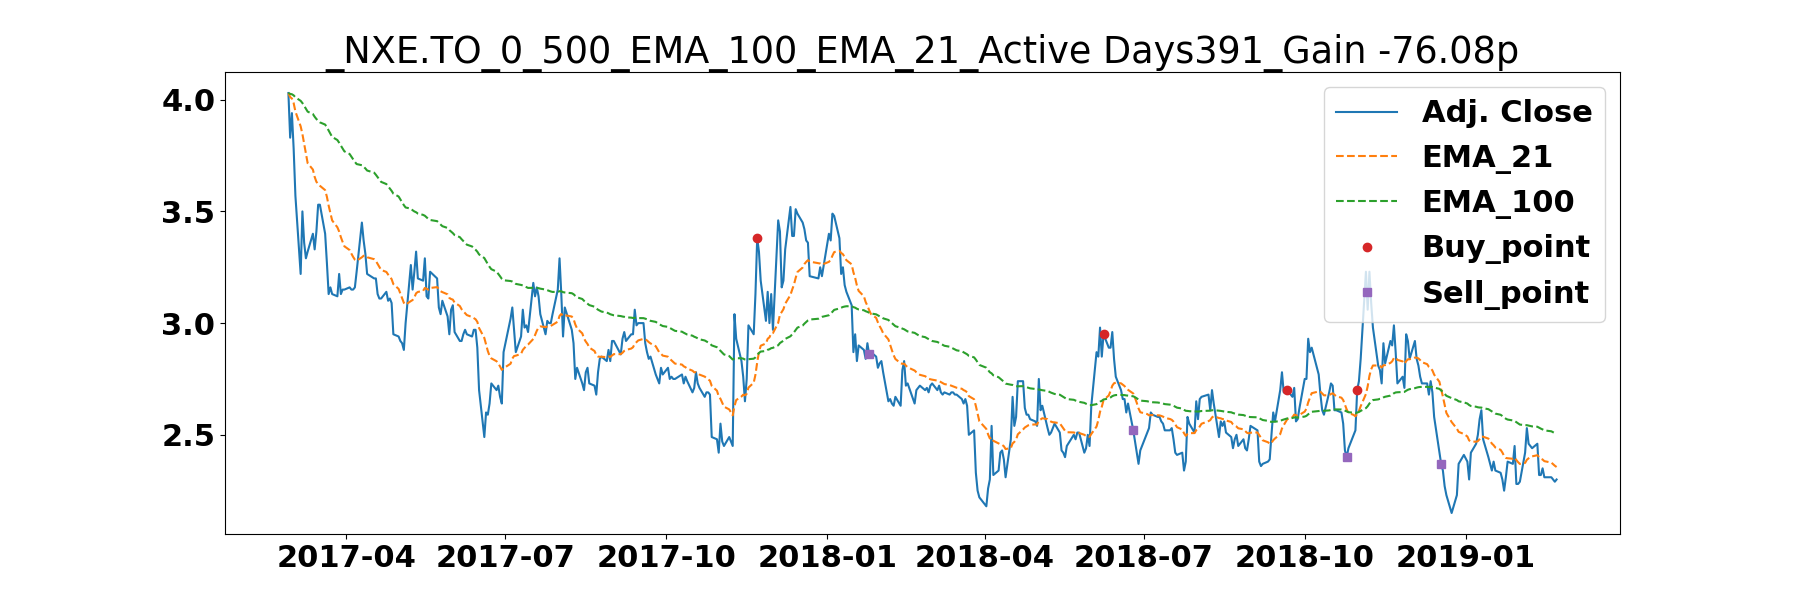 _NXE.TO_0_500_EMA_100_EMA_21_Active Days391_Gain -76.08p
4.0
3.5
3.0
2.5
Adj. Close
EMA_21
EMA_100
Buy_point
Sell_point
2017-04 2017-07 2017-10 2018-01 2018-04 2018-07 2018-10 2019-01